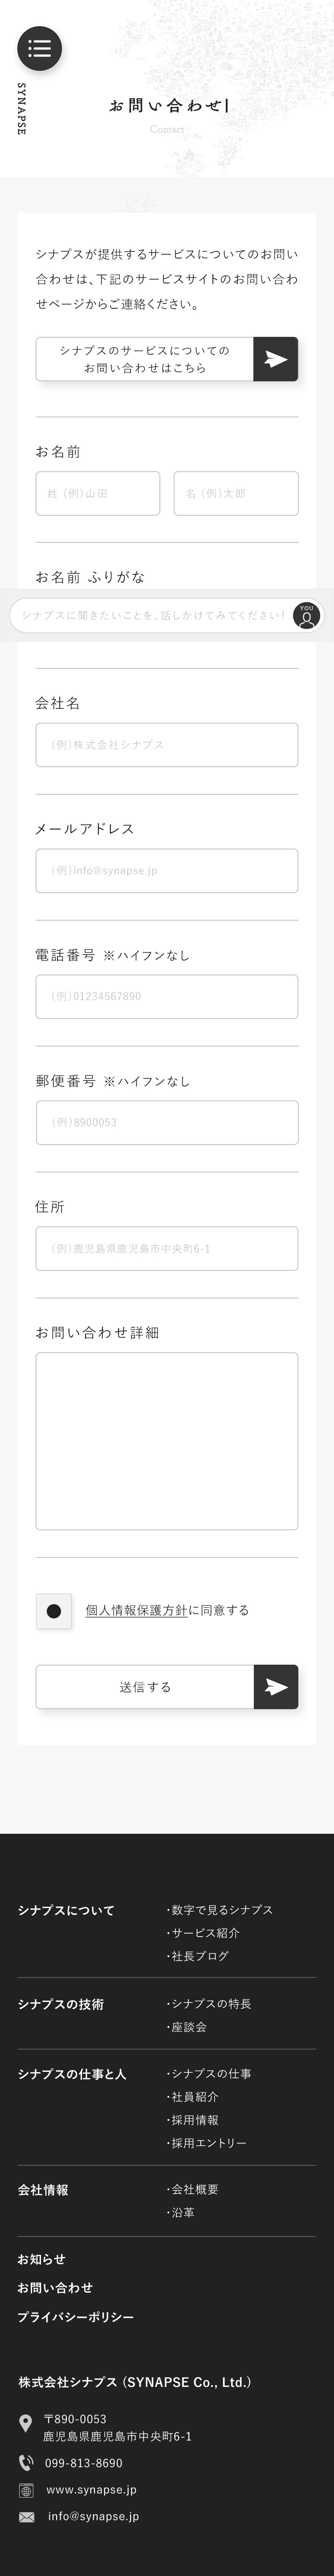 SYNAPSE
お問い合わせ
Contact
シナプスが提供するサービスについてのお問い
合わせは、下記のサービスサイトのお問い合わ
せページからご連絡ください。
シナプスのサービスについての
お問い合わせはこちら
お名前
姓 (例)山田
名 (例)太郎
お名前 ふりがな
シナプスに聞きたいことを、話しかけてみてください!
YOU
会社名
(例)株式会社シナプス
メールアドレス
(例)info@synapse.jp
電話番号 ※ハイフンなし
(例)01234567890
郵便番号 ※ハイフンなし
(例)8900053
住所
(例)鹿児島県鹿児島市中央町6-1
お問い合わせ詳細
個人情報保護方針に同意する
送信する
シナプスについて
・数字で見るシナプス
・サービス紹介
・社長ブログ
シナプスの技術
・シナプスの特長
・座談会
シナプスの仕事と人
・シナプスの仕事
・社員紹介
・採用情報
・採用エントリー
会社情報
・会社概要
・沿革
お知らせ
お問い合わせ
プライバシーポリシー
株式会社シナプス (SYNAPSE Co., Ltd.)
〒890-0053
鹿児島県鹿児島市中央町6-1
099-813-8690
www.synapse.jp
info@synapse.jp